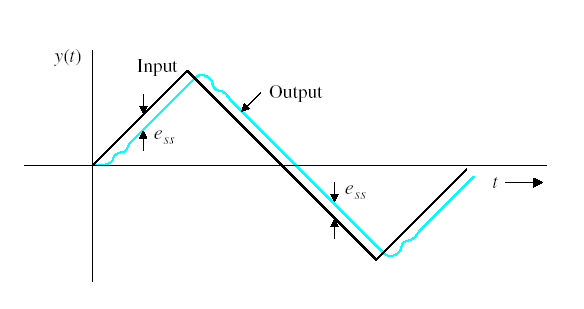 y(t)
Input
Output
e_ss
e_ss
t